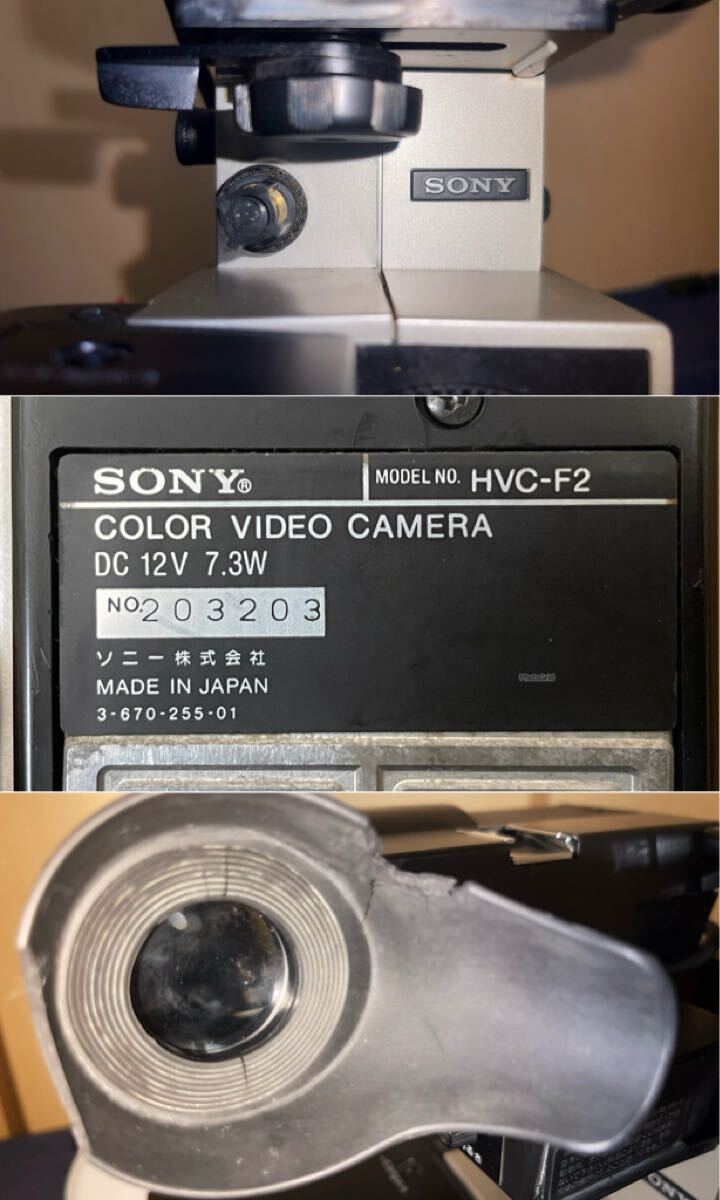 SONY
SONY® MODEL NO. HVC-F2
COLOR VIDEO CAMERA
DC 12V 7.3W
NO. 203203
ソニー株式会社
MADE IN JAPAN
3-670-255-01
PhotoGrid